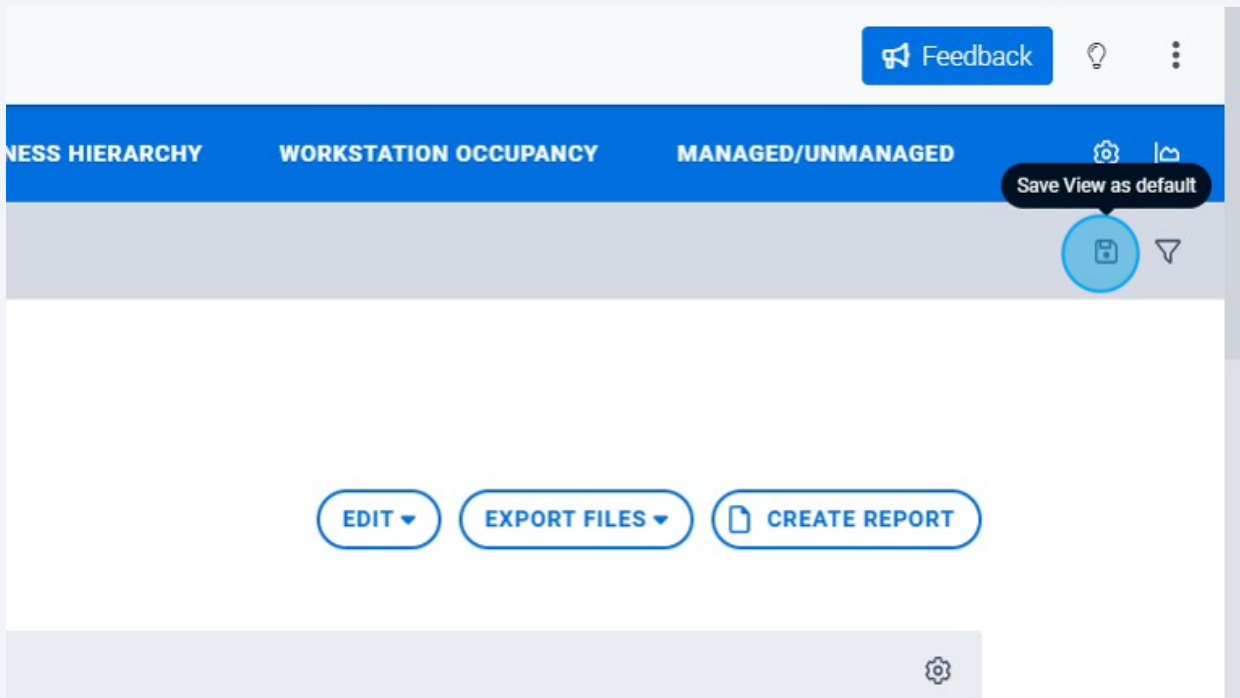 Feedback
NESS HIERARCHY WORKSTATION OCCUPANCY MANAGED/UNMANAGED
Save View as default
EDIT EXPORT FILES CREATE REPORT